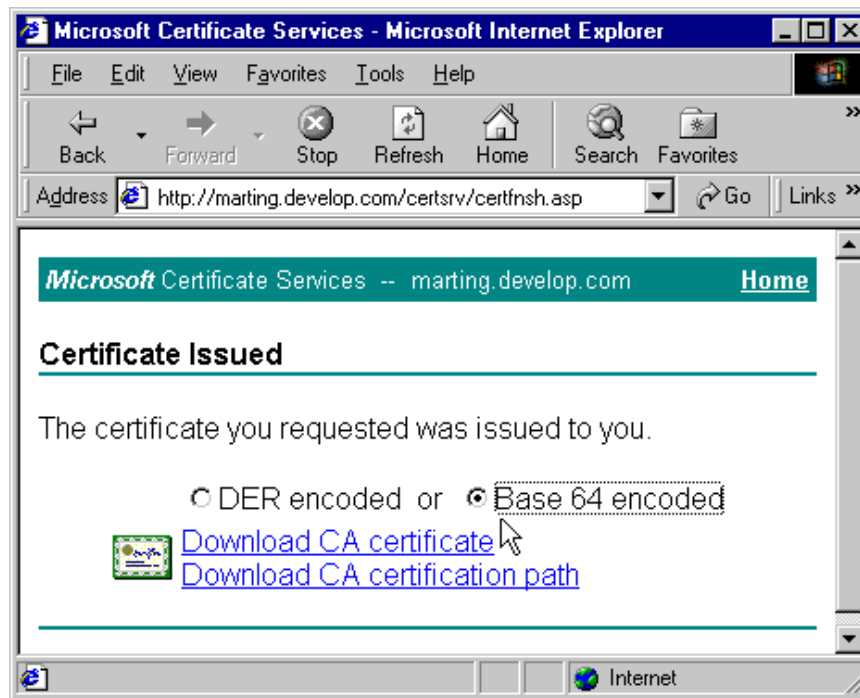 Microsoft Certificate Services - Microsoft Internet Explorer
File Edit View Favorites Tools Help
»
Back Forward Stop Refresh Home Search Favorites
Address http://marting.develop.com/certsrv/certfnsh.asp Go Links »
Microsoft Certificate Services -- marting.develop.com Home
Certificate Issued
The certificate you requested was issued to you.
DER encoded or Base 64 encoded
Download CA certificate
Download CA certification path
Internet